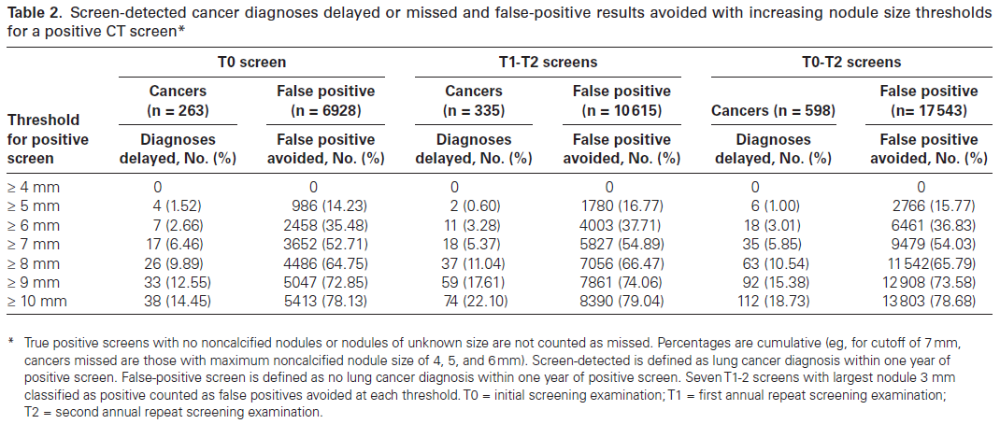 Table 2. Screen-detected cancer diagnoses delayed or missed and false-positive results avoided with increasing nodule size thresholds
for a positive CT screen*
T0 screen T1-T2 screens T0-T2 screens
Threshold for positive screen
Cancers (n = 263) False positive (n = 6928) Cancers (n = 335) False positive (n = 10 615) Cancers (n = 598) False positive (n= 17 543)
Diagnoses delayed, No. (%) False positive avoided, No. (%) Diagnoses delayed, No. (%) False positive avoided, No. (%) Diagnoses delayed, No. (%) False positive avoided, No. (%)
≥ 4 mm 0 0 0 0 0 0
≥ 5 mm 4 (1.52) 986 (14.23) 2 (0.60) 1780 (16.77) 6 (1.00) 2766 (15.77)
≥ 6 mm 7 (2.66) 2458 (35.48) 11 (3.28) 4003 (37.71) 18 (3.01) 6461 (36.83)
≥ 7 mm 17 (6.46) 3652 (52.71) 18 (5.37) 5827 (54.89) 35 (5.85) 9479 (54.03)
≥ 8 mm 26 (9.89) 4486 (64.75) 37 (11.04) 7056 (66.47) 63 (10.54) 11 542(65.79)
≥ 9 mm 33 (12.55) 5047 (72.85) 59 (17.61) 7861 (74.06) 92 (15.38) 12 908 (73.58)
≥ 10 mm 38 (14.45) 5413 (78.13) 74 (22.10) 8390 (79.04) 112 (18.73) 13 803 (78.68)
* True positive screens with no noncalcified nodules or nodules of unknown size are not counted as missed. Percentages are cumulative (eg, for cutoff of 7 mm,
cancers missed are those with maximum noncalcified nodule size of 4, 5, and 6 mm). Screen-detected is defined as lung cancer diagnosis within one year of
positive screen. False-positive screen is defined as no lung cancer diagnosis within one year of positive screen. Seven T1-2 screens with largest nodule 3 mm
classified as positive counted as false positives avoided at each threshold. T0 = initial screening examination; T1 = first annual repeat screening examination;
T2 = second annual repeat screening examination.